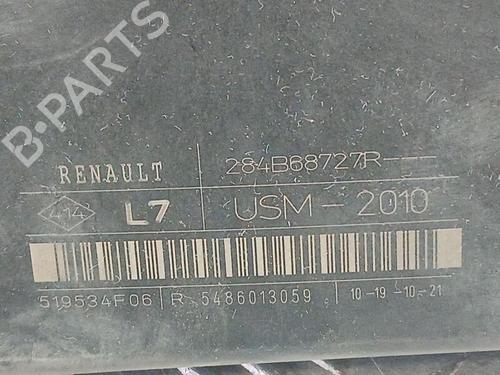 B-PARTS
RENAULT 284B68727R---
414 L7 USM-2010
519534F06 R 5486013059 10-19-10-21